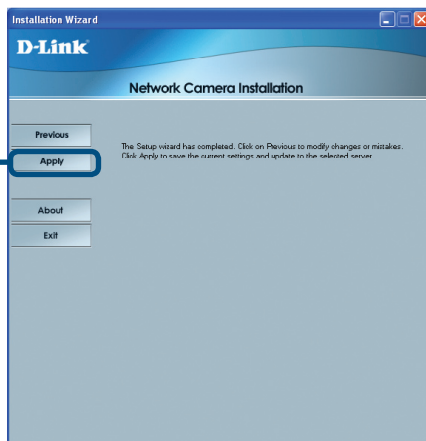 Installation Wizard
D-Link
Network Camera Installation
Previous
Apply
The Setup wizard has completed. Click on Previous to modify changes or mistakes.
Click Apply to save the current settings and update to the selected server
About
Exit